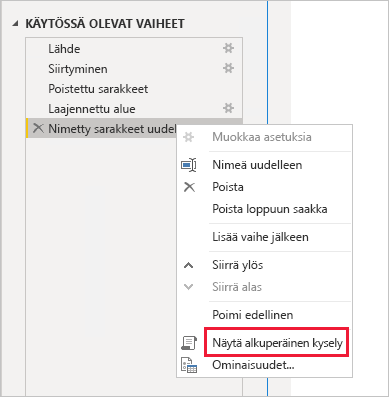 KÄYTÖSSÄ OLEVAT VAIHEET
Lähde
Siirtyminen
Poistettu sarakkeet
Laajennettu alue
Nimetty sarakkeet uudel
Muokkaa asetuksia
Nimeä uudelleen
Poista
Poista loppuun saakka
Lisää vaihe jälkeen
Siirrä ylös
Siirrä alas
Poimi edellinen
Näytä alkuperäinen kysely
Ominaisuudet...